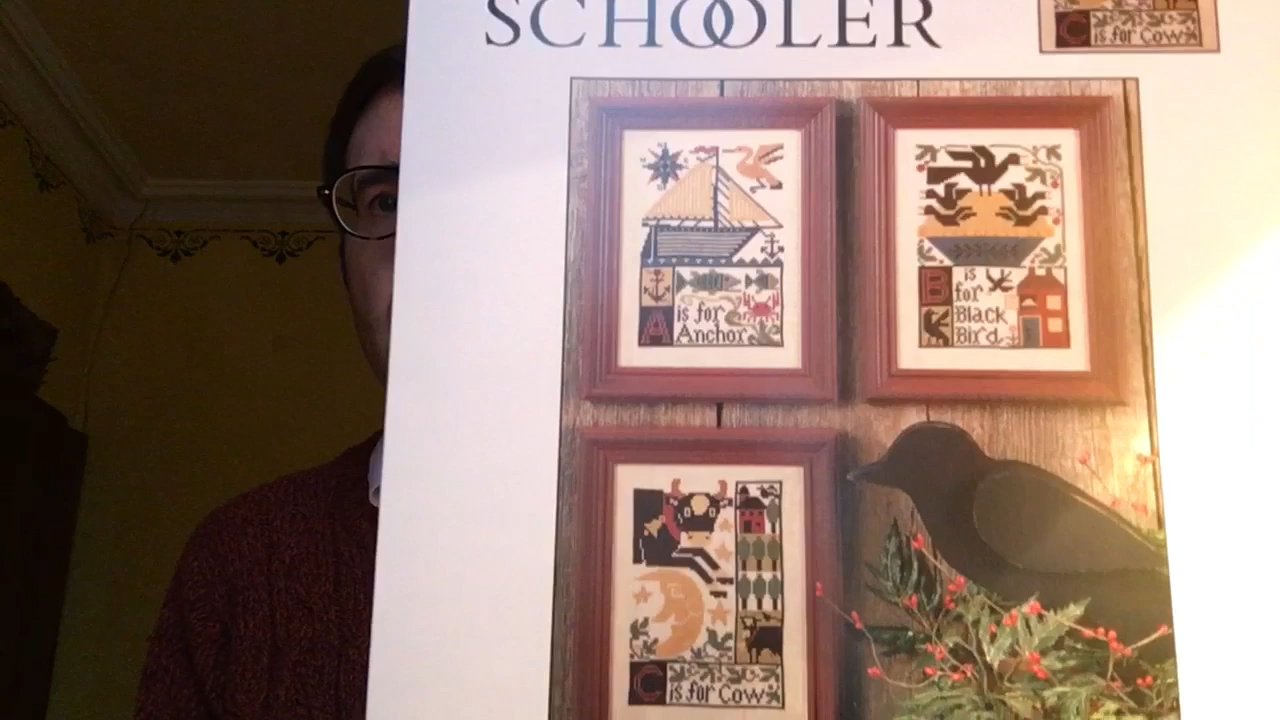 SCHOOLER
C is for Cow
A is for
Anchor
B is
for
Black
Bird
C is for Cow